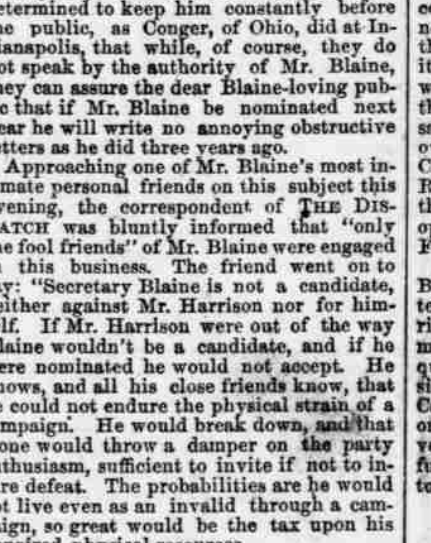 etermined to keep him constantly before
he public, as Conger, of Ohio, did at In-
ianapolis, that while, of course, they do
ot speak by the authority of Mr. Blaine,
hey can assure the dear Blaine-loving pub-
c that if Mr. Blaine be nominated next
ear he will write no annoying obstructive
etters as he did three years ago.
Approaching one of Mr. Blaine's most in-
mate personal friends on this subject this
vening, the correspondent of THE DIS-
ATCH was bluntly informed that "only
he fool friends" of Mr. Blaine were engaged
n this business. The friend went on to
ay: "Secretary Blaine is not a candidate,
either against Mr. Harrison nor for him-
elf. If Mr. Harrison were out of the way
laine wouldn't be a candidate, and if he
ere nominated he would not accept. He
nows, and all his close friends know, that
e could not endure the physical strain of a
ampaign. He would break down, and that
one would throw a damper on the party
nthusiasm, sufficient to invite if not to in-
re defeat. The probabilities are he would
ot live even as an invalid through a cam-
aign, so great would be the tax upon his